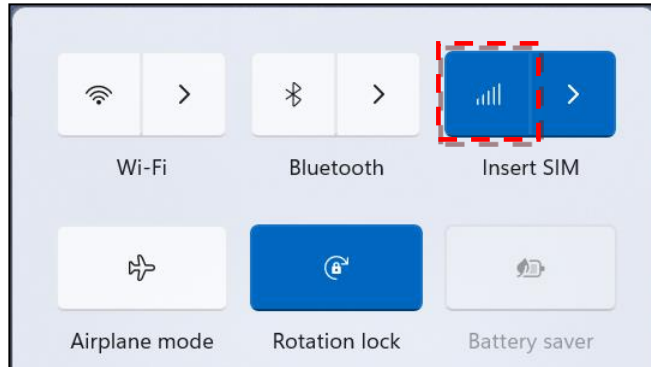 Wi-Fi Bluetooth Insert SIM
Airplane mode Rotation lock Battery saver